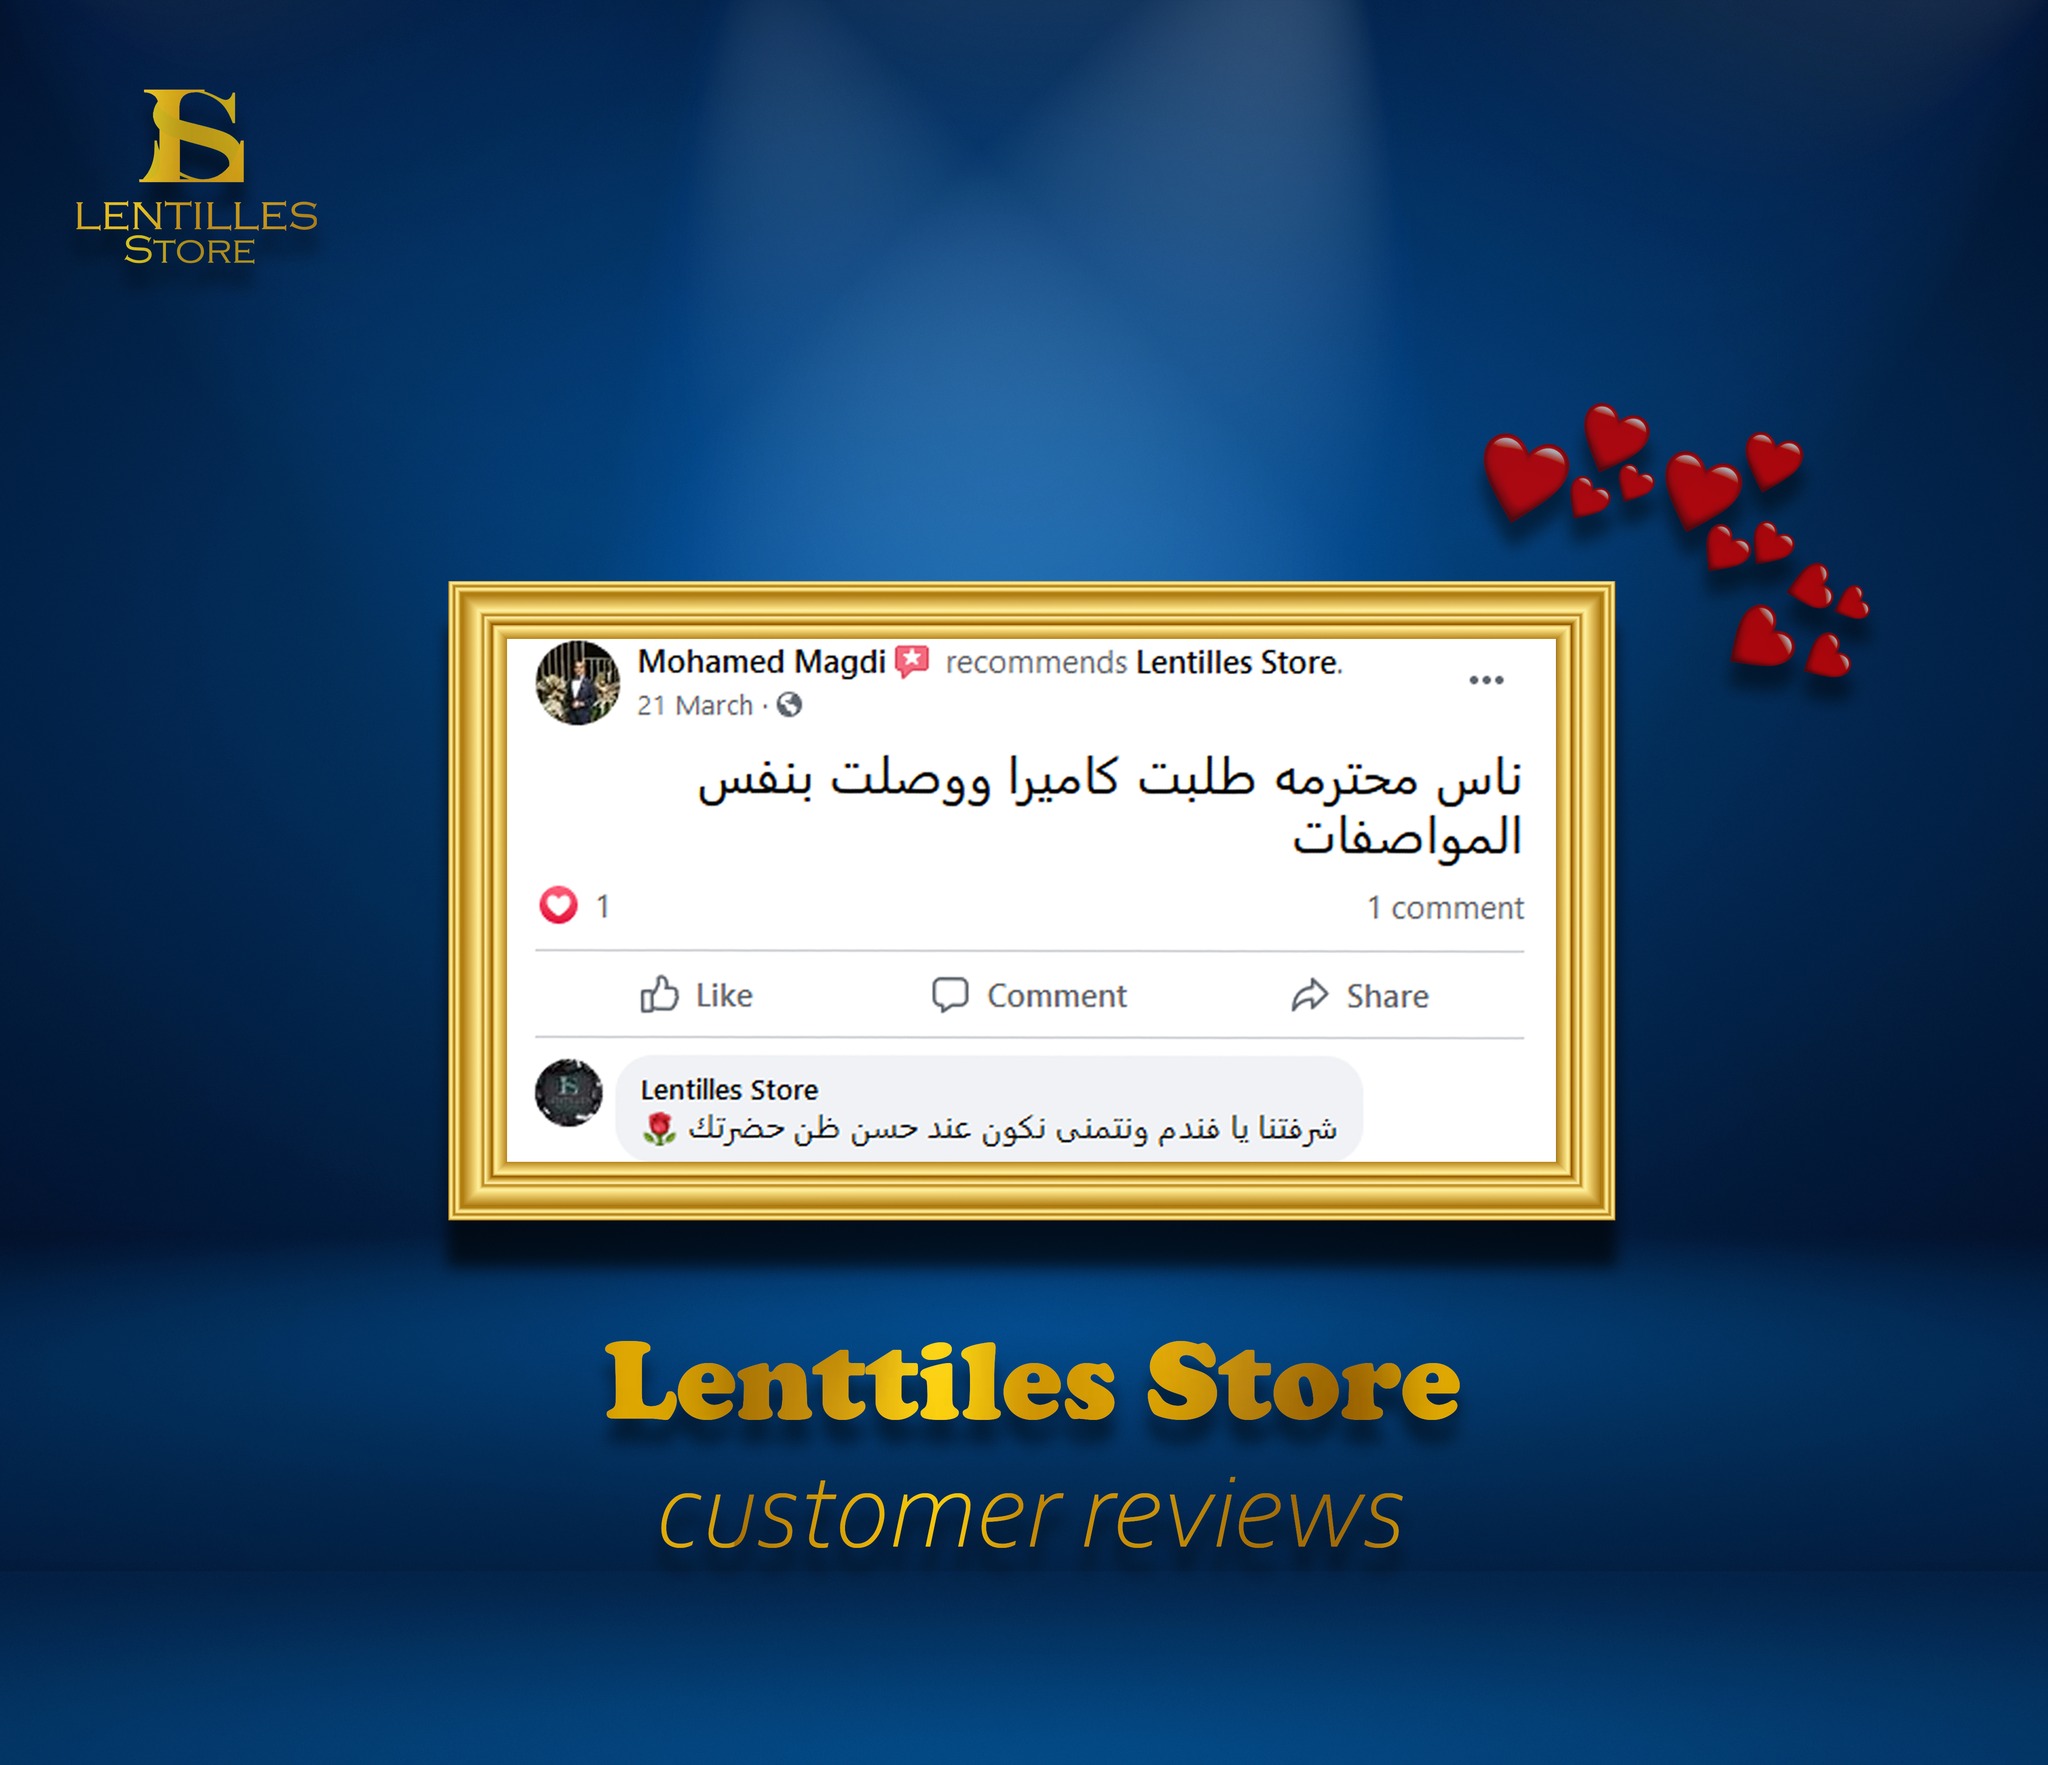 LENTILLES
STORE
Mohamed Magdi recommends Lentilles Store.
21 March ·
ناس محترمه طلبت كاميرا ووصلت بنفس
المواصفات
1
1 comment
Like Comment Share
Lentilles Store
شرفتنا يا فندم ونتمنى نكون عند حسن ظن حضرتك 🌹
Lenttiles Store
customer reviews